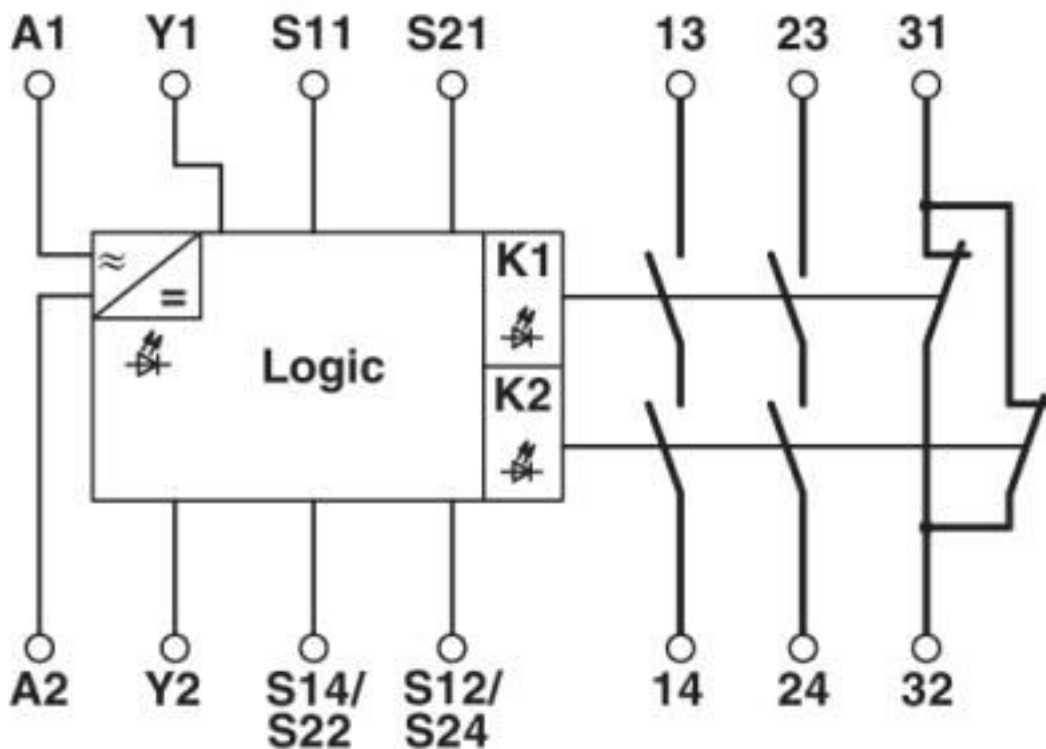 A1 Y1 S11 S21 13 23 31
≈ =
K1
Logic
K2
A2 Y2 S14/ S12/ 14 24 32
S22 S24